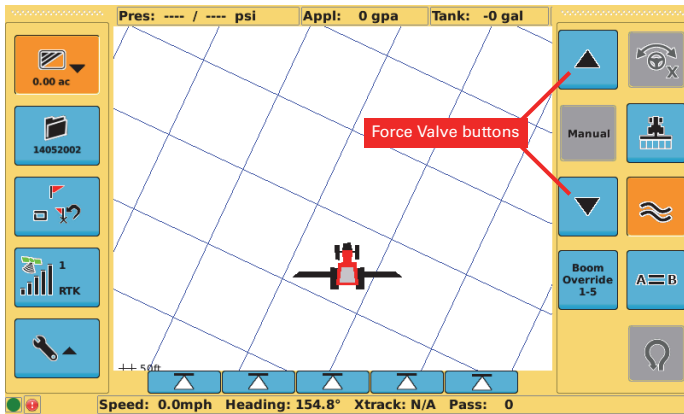 Pres: ---- / ---- psi Appl: 0 gpa Tank: -0 gal
0.00 ac
14052002
1
RTK
Force Valve buttons
Manual
Boom
Override
1-5
A=B
X
50ft
Speed: 0.0mph Heading: 154.8° Xtrack: N/A Pass: 0